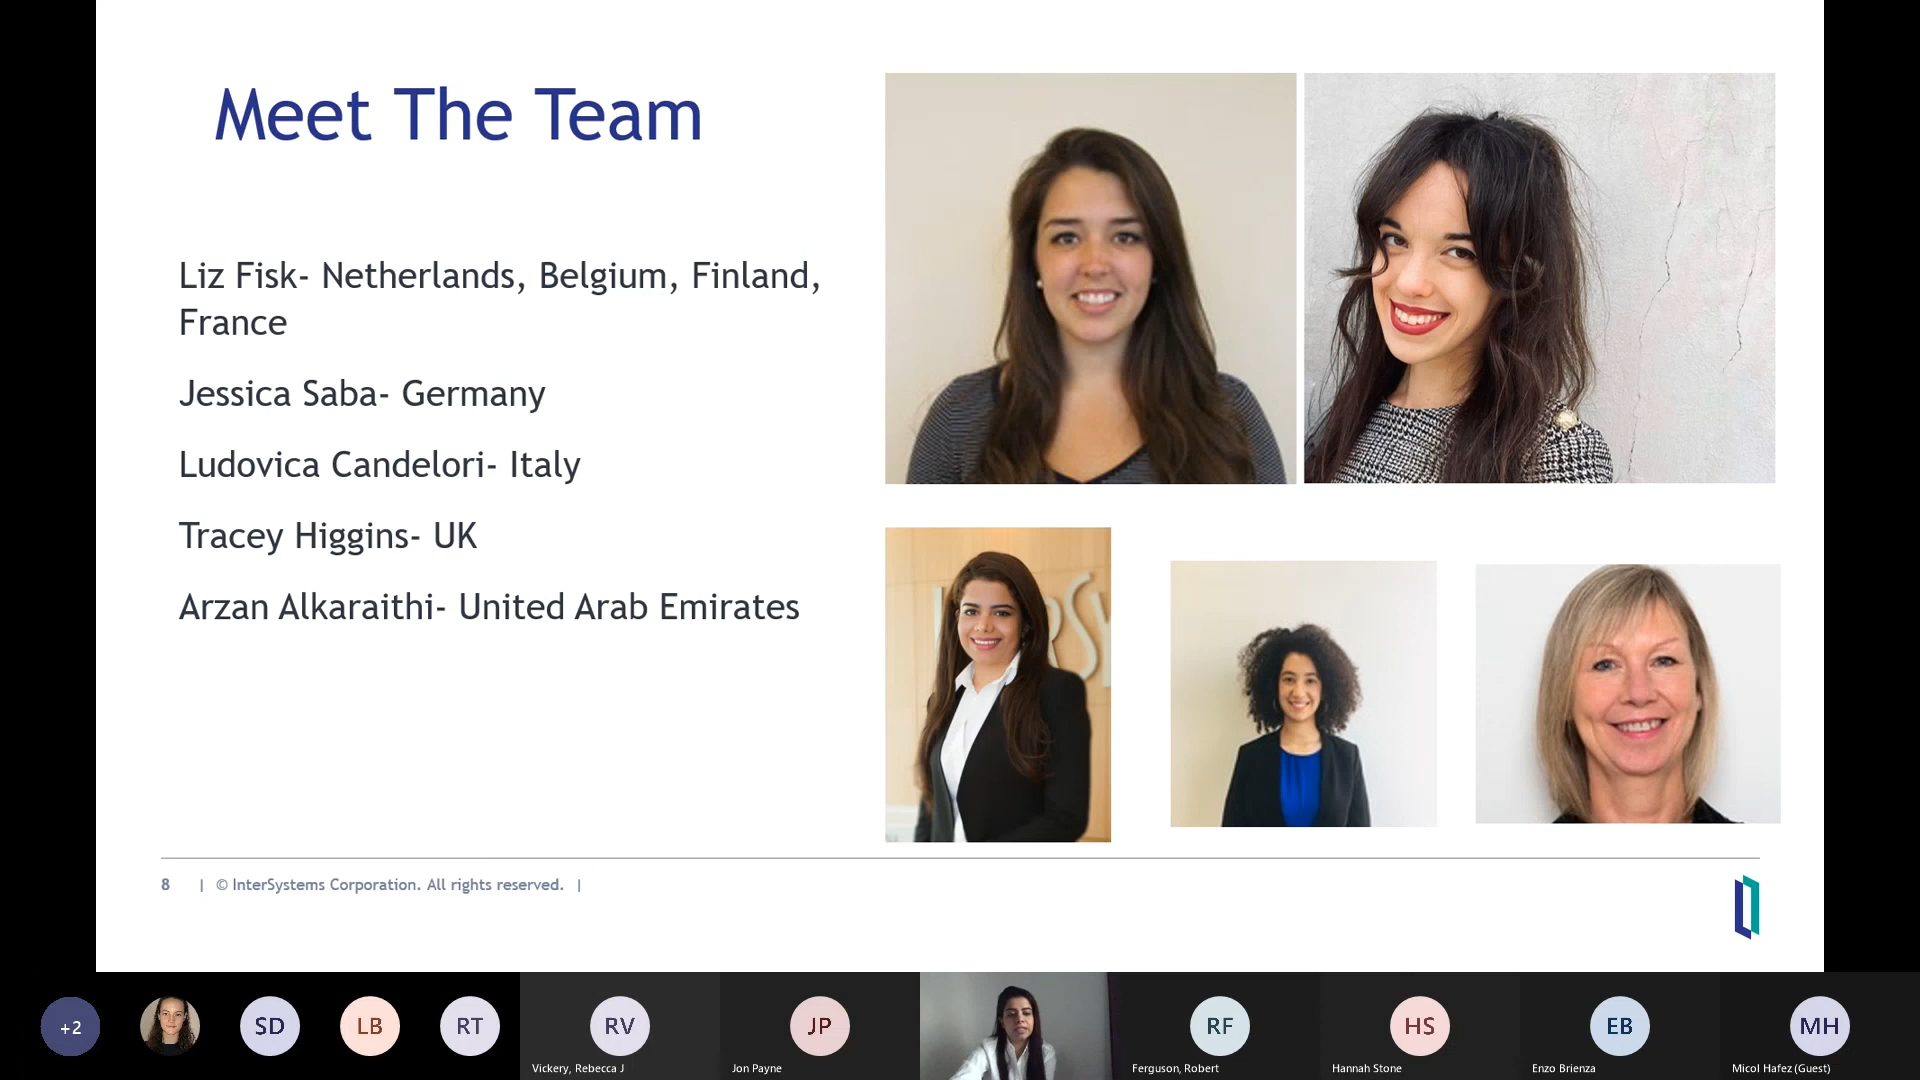 Meet The Team
Liz Fisk- Netherlands, Belgium, Finland,
France
Jessica Saba- Germany
Ludovica Candelori- Italy
Tracey Higgins- UK
Arzan Alkaraithi- United Arab Emirates
8 | © InterSystems Corporation. All rights reserved. |
+2
SD
LB
RT
RV
JP
RF
HS
EB
MH
Vickery, Rebecca J
Jon Payne
Ferguson, Robert
Hannah Stone
Enzo Brienza
Micol Hafez (Guest)